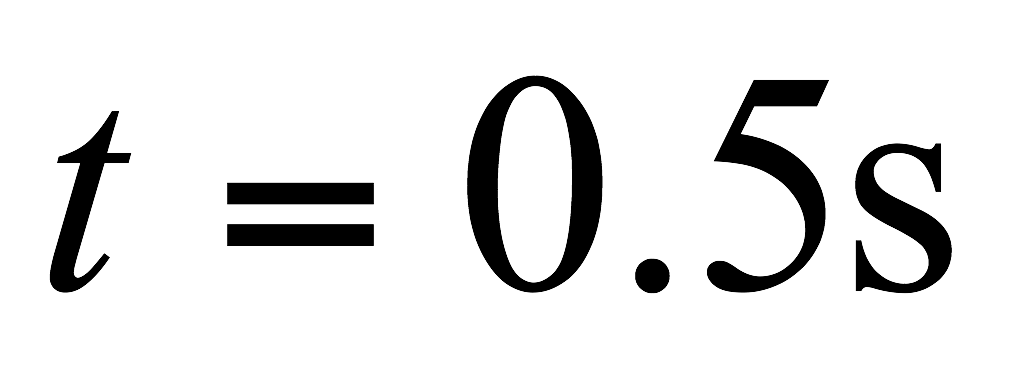 t = 0.5s